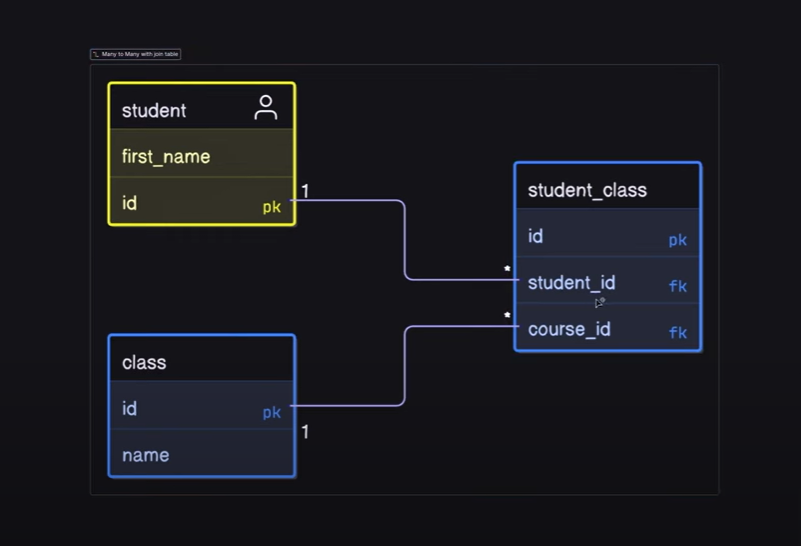 Many to Many with join table
student
first_name
id pk
1
student_class
id pk
* student_id fk
* course_id fk
class
id pk
1
name